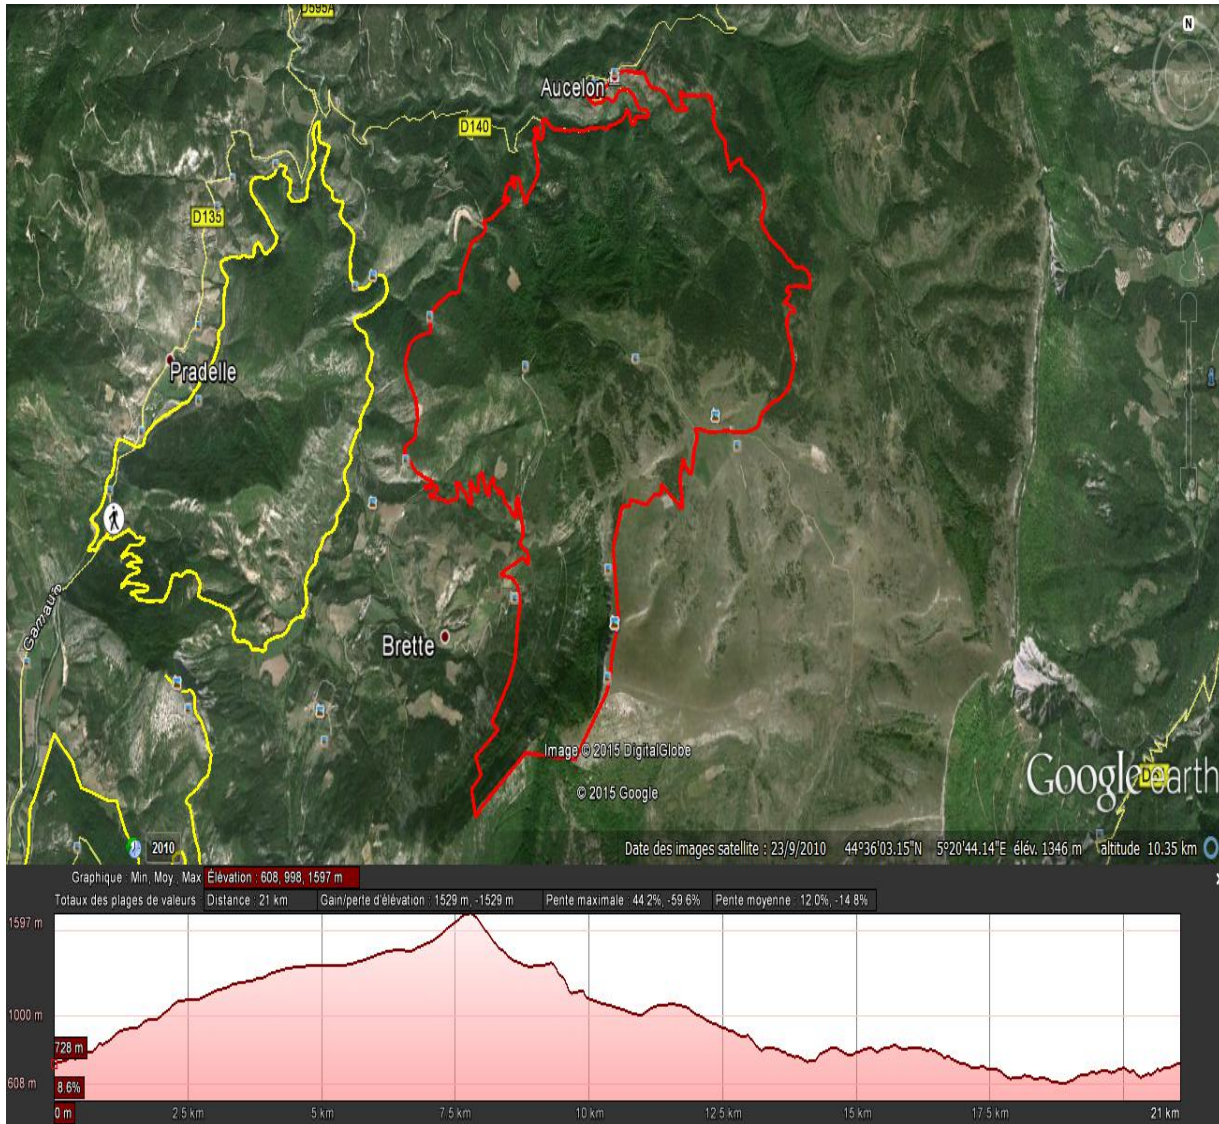 D595A
N
Aucelon
D140
D135
Pradelle
Gamaura
Brette
Image © 2015 DigitalGlobe
© 2015 Google
Google earth
2010
Date des images satellite : 23/9/2010 44°36'03.15"N 5°20'44.14"E élév. 1346 m altitude 10.35 km
Graphique : Min, Moy., Max Élévation : 608, 998, 1597 m
Totaux des plages de valeurs : Distance : 21 km Gain/perte d'élévation : 1529 m, -1529 m Pente maximale : 44.2%, -59.6% Pente moyenne : 12.0%, -14.8%
1597 m
1000 m
728 m
608 m
8.6%
0 m 2.5 km 5 km 7.5 km 10 km 12.5 km 15 km 17.5 km 21 km